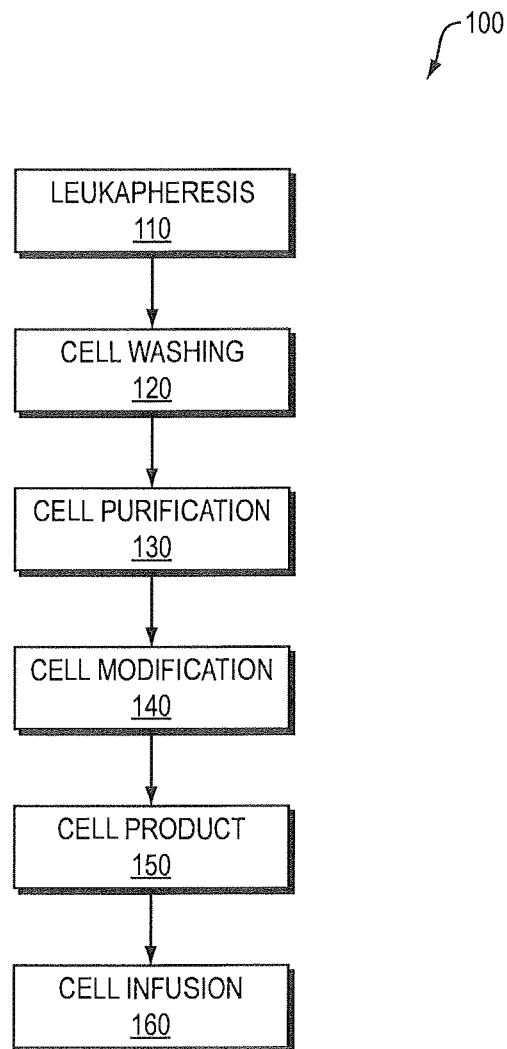 100
LEUKAPHERESIS
110
CELL WASHING
120
CELL PURIFICATION
130
CELL MODIFICATION
140
CELL PRODUCT
150
CELL INFUSION
160